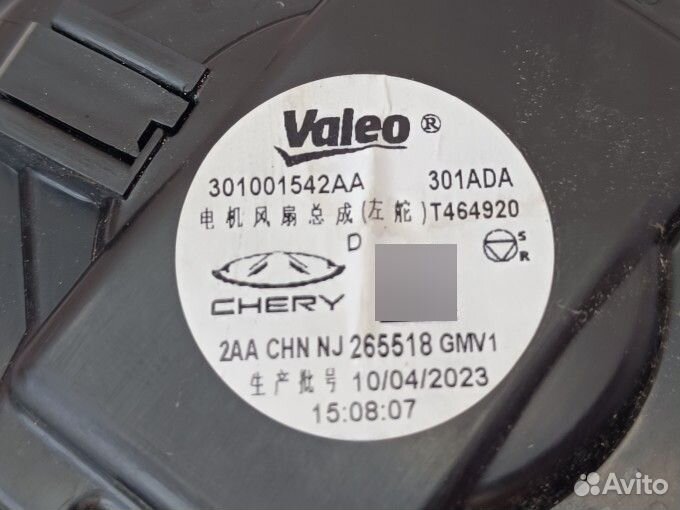 Valeo ®
301001542AA 301ADA
电机风扇总成(左舵)T464920
D
S
R
CHERY
2AA CHN NJ 265518 GMV1
生产批号 10/04/2023
15:08:07
Avito